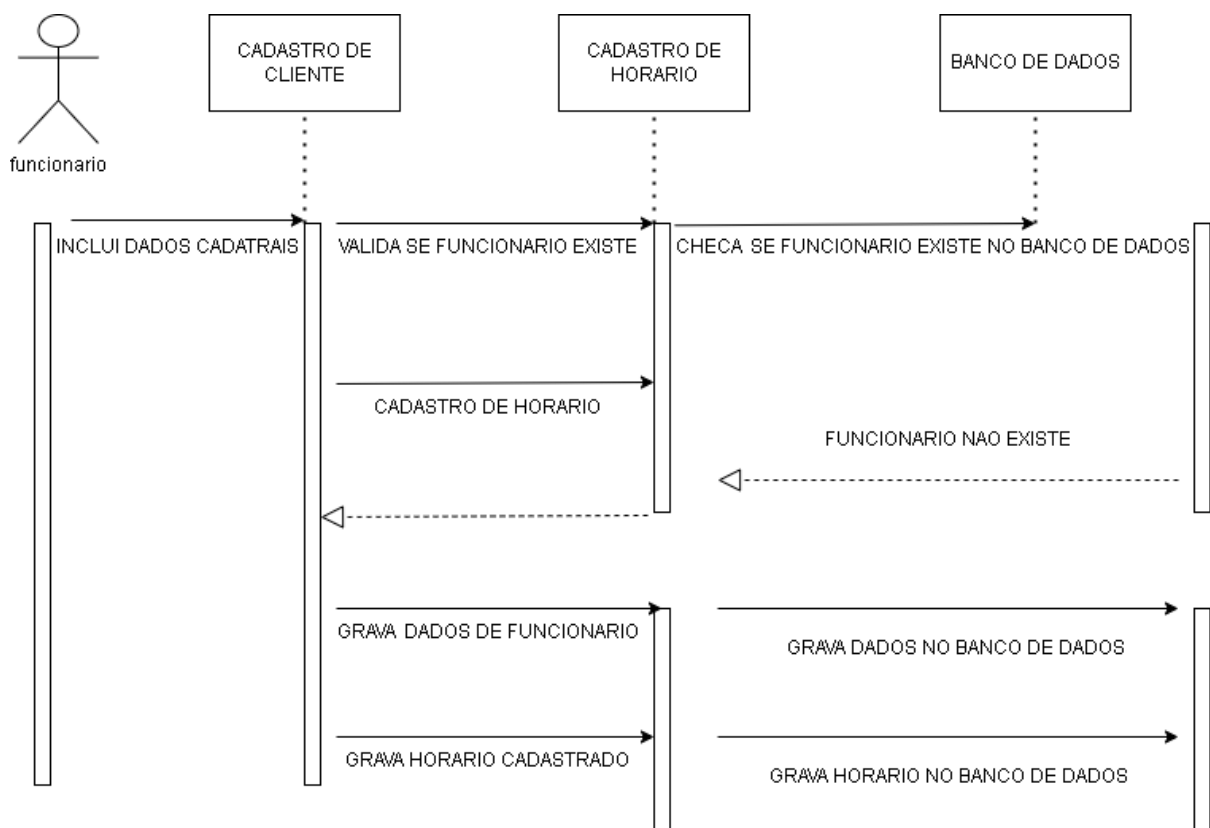 CADASTRO DE
CLIENTE
CADASTRO DE
HORARIO
BANCO DE DADOS
funcionario
INCLUI DADOS CADATRAIS
VALIDA SE FUNCIONARIO EXISTE
CHECA SE FUNCIONARIO EXISTE NO BANCO DE DADOS
CADASTRO DE HORARIO
FUNCIONARIO NAO EXISTE
GRAVA DADOS DE FUNCIONARIO
GRAVA DADOS NO BANCO DE DADOS
GRAVA HORARIO CADASTRADO
GRAVA HORARIO NO BANCO DE DADOS